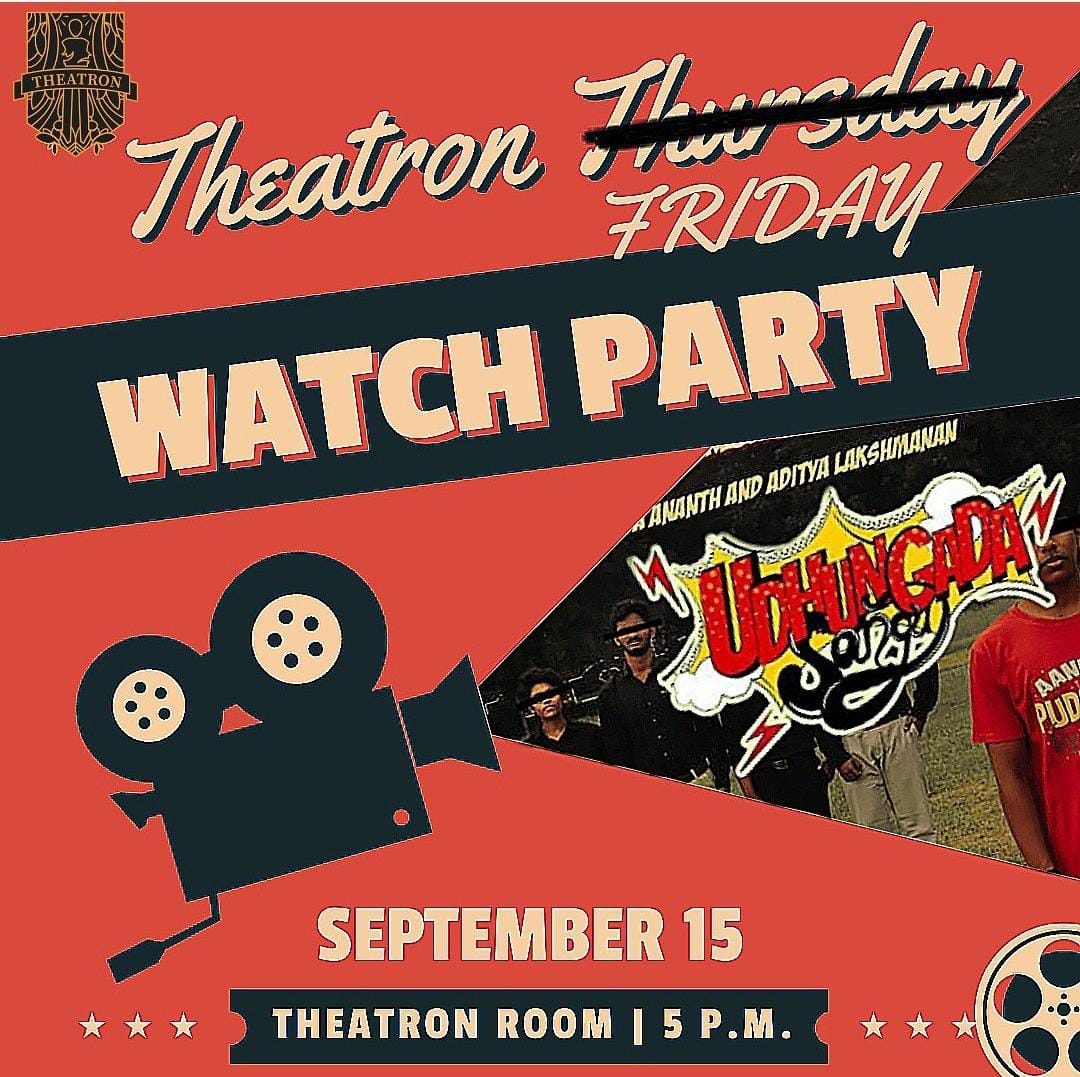 THEATRON
Theatron Thursday
FRIDAY
WATCH PARTY
ANANTH AND ADITYA LAKSHMANAN
UDHUNGADA
Sangu
SEPTEMBER 15
THEATRON ROOM | 5 P.M.